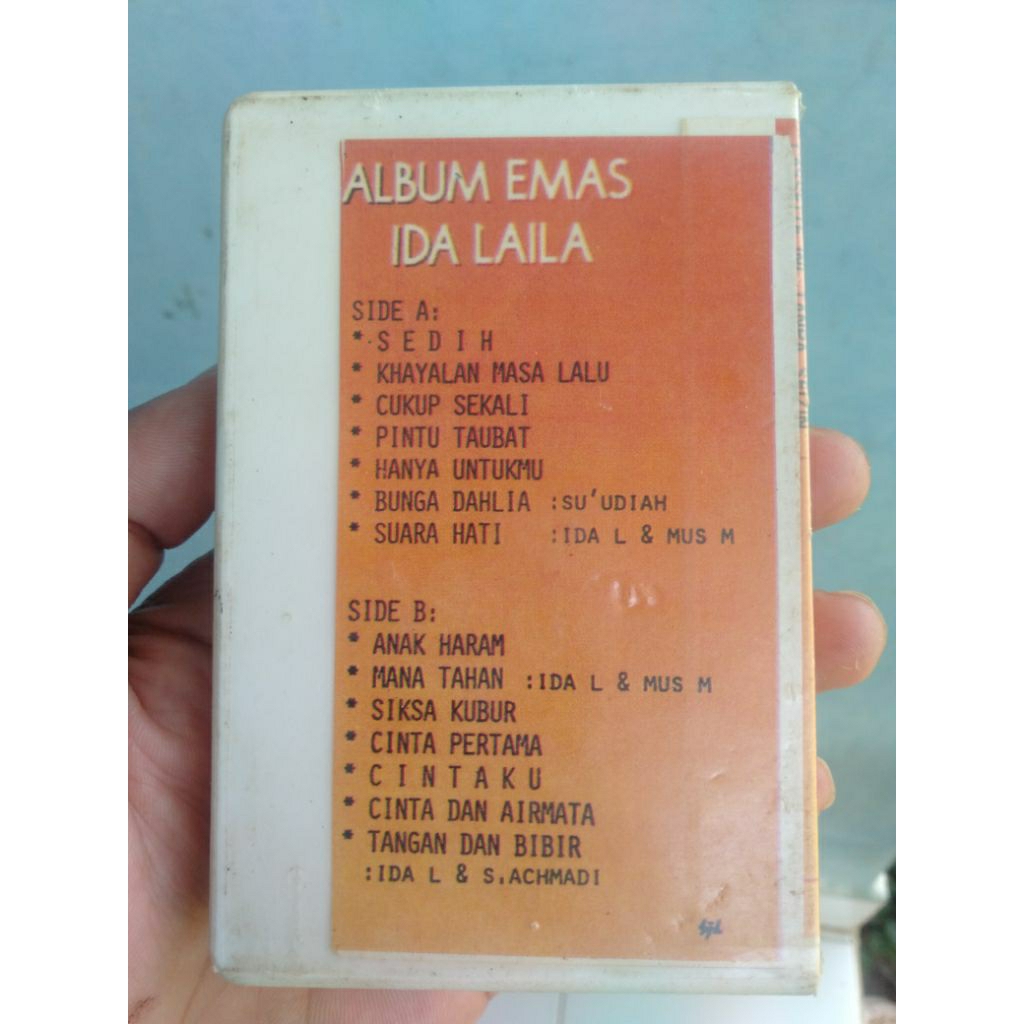 ALBUM EMAS
IDA LAILA
SIDE A:
* S E D I H
* KHAYALAN MASA LALU
* CUKUP SEKALI
* PINTU TAUBAT
* HANYA UNTUKMU
* BUNGA DAHLIA :SU'UDIAH
* SUARA HATI :IDA L & MUS M
SIDE B:
* ANAK HARAM
* MANA TAHAN :IDA L & MUS M
* SIKSA KUBUR
* CINTA PERTAMA
* C I N T A K U
* CINTA DAN AIRMATA
* TANGAN DAN BIBIR
:IDA L & S.ACHMADI